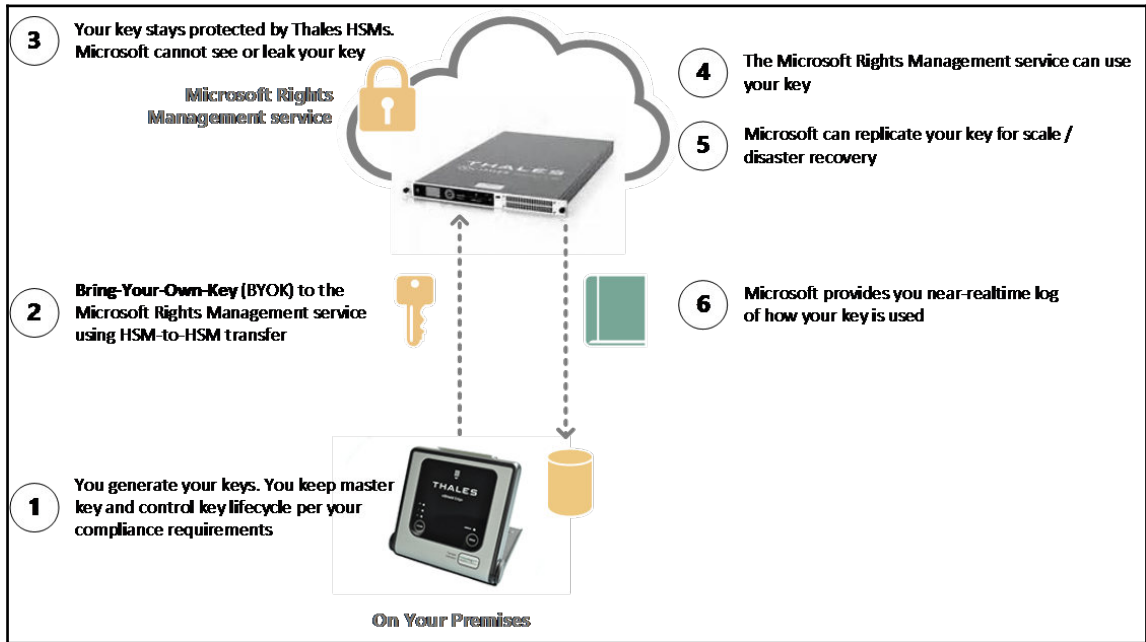 3
Your key stays protected by Thales HSMs.
Microsoft cannot see or leak your key
Microsoft Rights
Management service
THALES
4
The Microsoft Rights Management service can use
your key
5
Microsoft can replicate your key for scale /
disaster recovery
2
Bring-Your-Own-Key (BYOK) to the
Microsoft Rights Management service
using HSM-to-HSM transfer
6
Microsoft provides you near-realtime log
of how your key is used
1
You generate your keys. You keep master
key and control key lifecycle per your
compliance requirements
THALES
On Your Premises